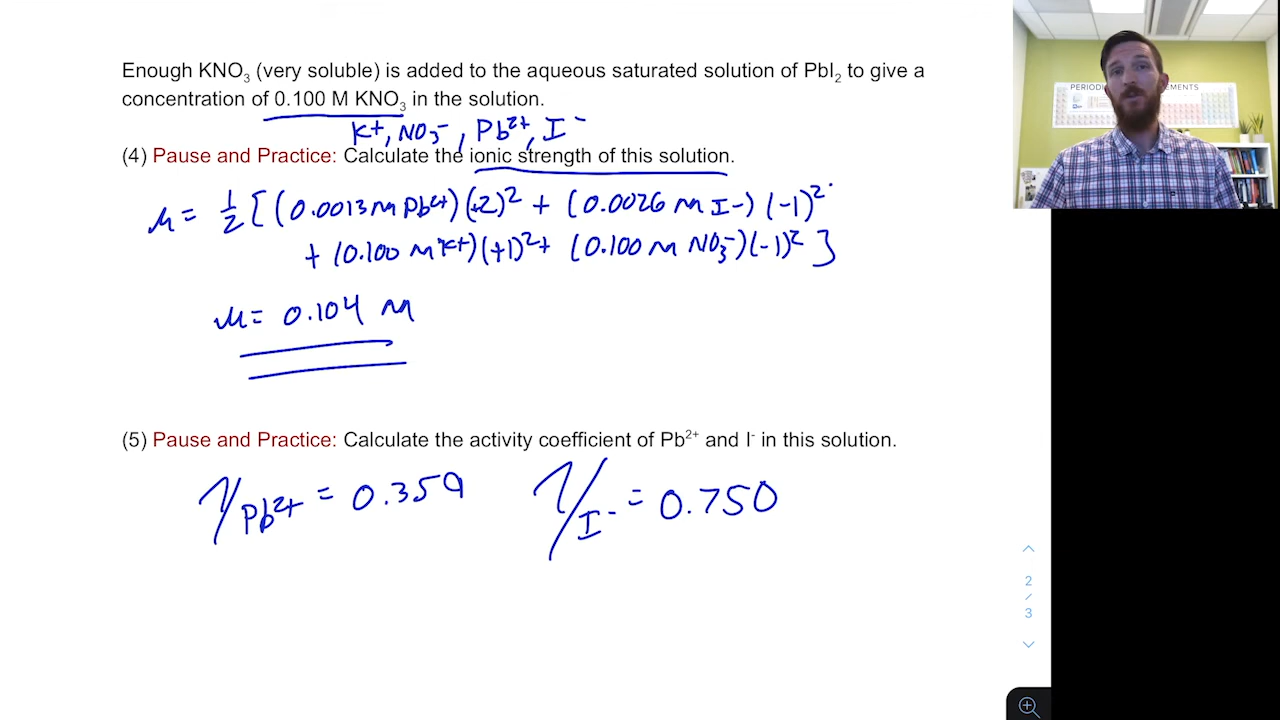 Enough KNO₃ (very soluble) is added to the aqueous saturated solution of PbI₂ to give a
concentration of 0.100 M KNO₃ in the solution.
K+, NO₃⁻, Pb²⁺, I⁻
(4) Pause and Practice: Calculate the ionic strength of this solution.
μ = 1/2 [(0.0013 M Pb²⁺)(+2)² + (0.0026 M I-)(-1)²
+ (0.100 M K+)(+1)² + (0.100 M NO₃⁻)(-1)²]
μ = 0.104 M
(5) Pause and Practice: Calculate the activity coefficient of Pb²⁺ and I⁻ in this solution.
γPb²⁺ = 0.359 γI⁻ = 0.750
2
/
3